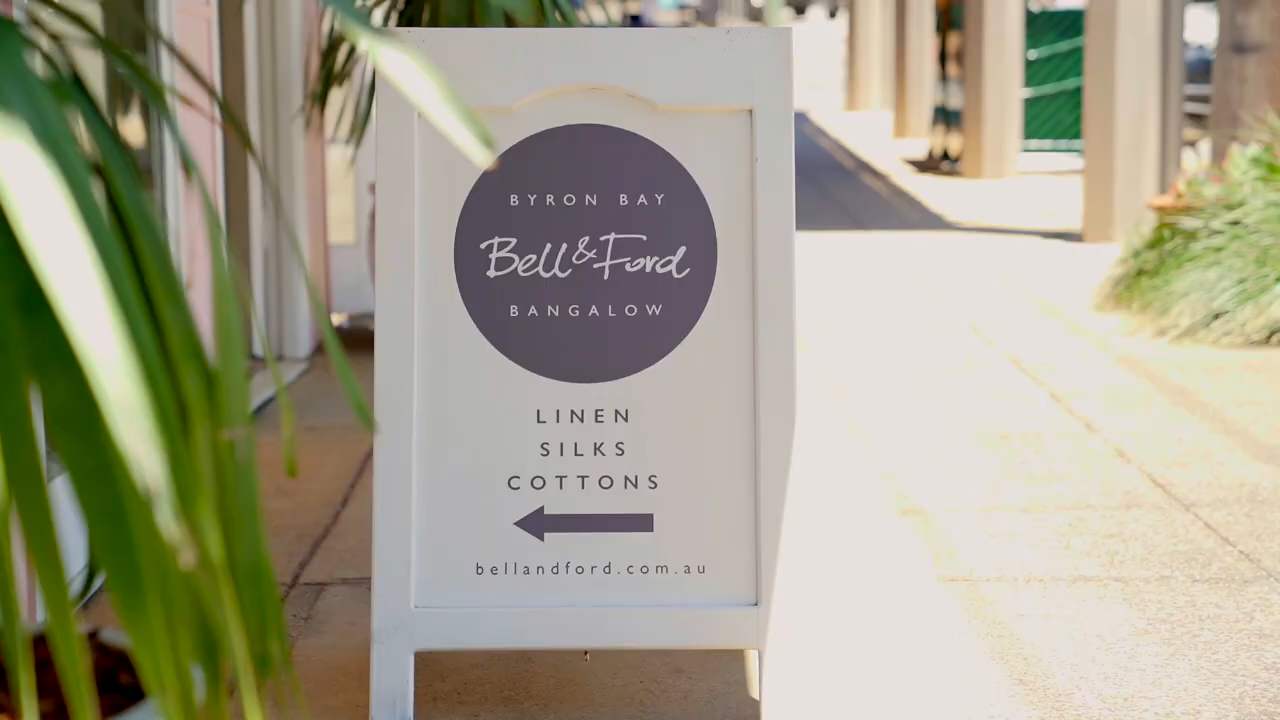 BYRON BAY
Bell & Ford
BANGALOW
LINEN
SILKS
COTTONS
bellandford.com.au